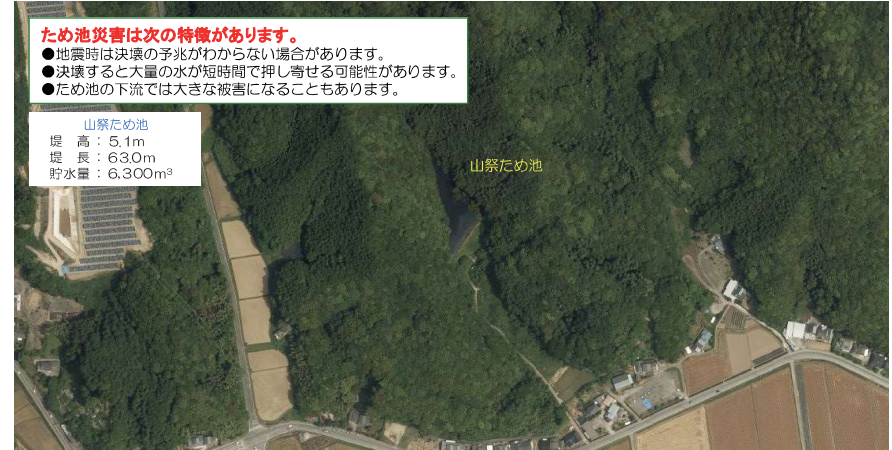 ため池災害は次の特徴があります。
●地震時は決壊の予兆がわからない場合があります。
●決壊すると大量の水が短時間で押し寄せる可能性があります。
●ため池の下流では大きな被害になることもあります。
山祭ため池
堤　高：5.1m
堤　長：63.0m
貯水量：6,300m³
山祭ため池